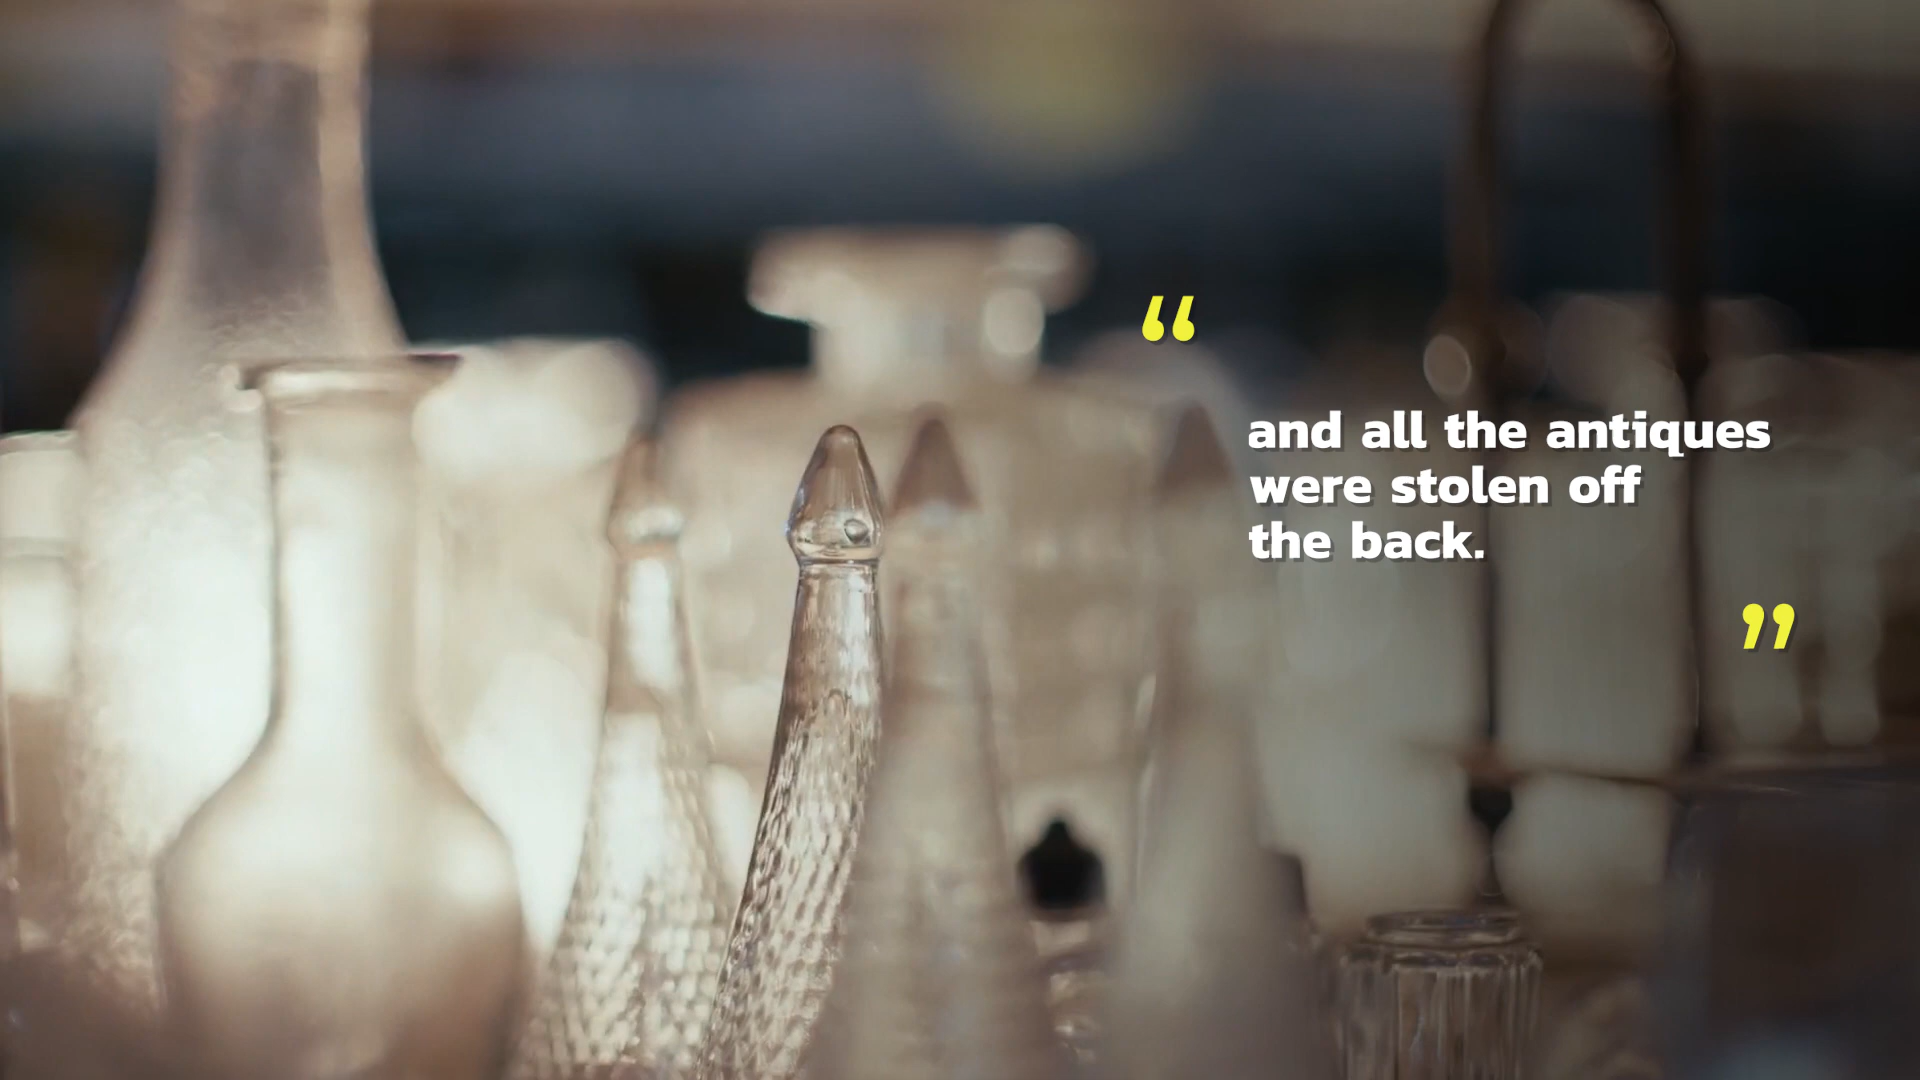 “
and all the antiques
were stolen off
the back.
”